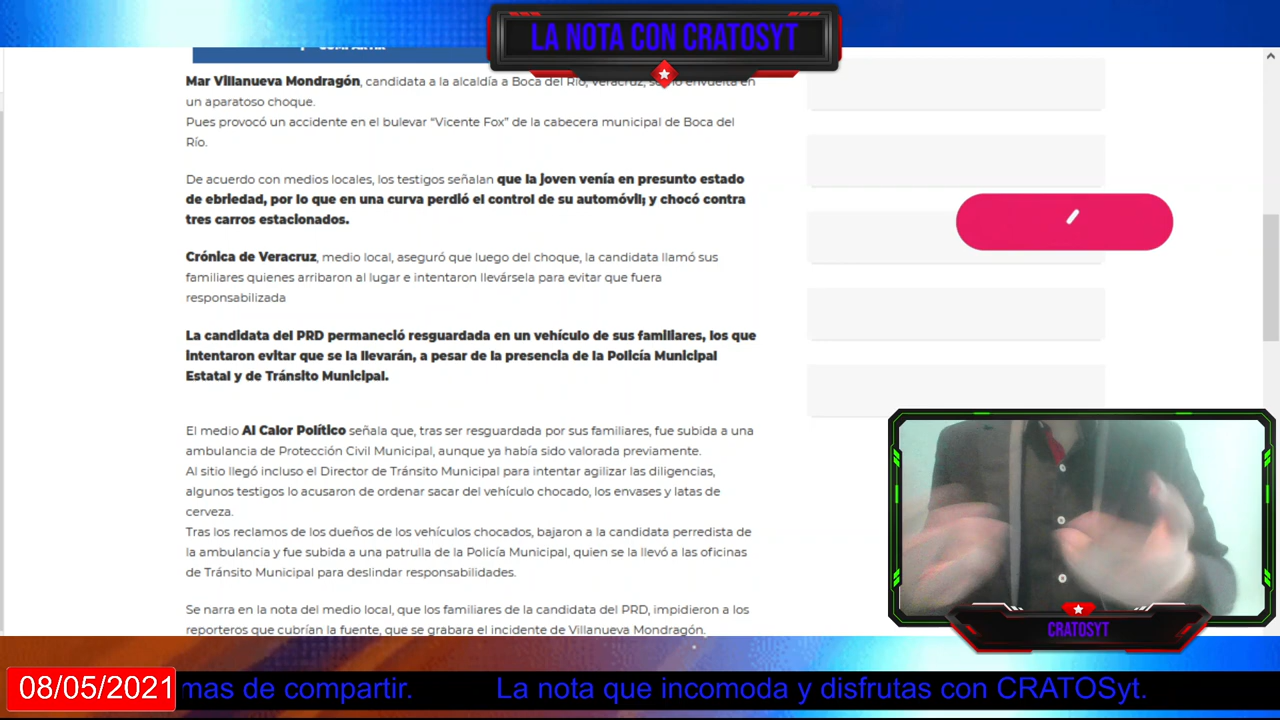 LA NOTA CON CRATOSYT
Mar Villanueva Mondragón, candidata a la alcaldía a Boca del Río, Veracruz, envuelta en
un aparatoso choque.
Pues provocó un accidente en el bulevar “Vicente Fox” de la cabecera municipal de Boca del
Río.
De acuerdo con medios locales, los testigos señalan que la joven venía en presunto estado
de ebriedad, por lo que en una curva perdió el control de su automóvil; y chocó contra
tres carros estacionados.
Crónica de Veracruz, medio local, aseguró que luego del choque, la candidata llamó sus
familiares quienes arribaron al lugar e intentaron llevársela para evitar que fuera
responsabilizada
La candidata del PRD permaneció resguardada en un vehículo de sus familiares, los que
intentaron evitar que se la llevarán, a pesar de la presencia de la Policía Municipal
Estatal y de Tránsito Municipal.
El medio Al Calor Político señala que, tras ser resguardada por sus familiares, fue subida a una
ambulancia de Protección Civil Municipal, aunque ya había sido valorada previamente.
Al sitio llegó incluso el Director de Tránsito Municipal para intentar agilizar las diligencias,
algunos testigos lo acusaron de ordenar sacar del vehículo chocado, los envases y latas de
cerveza.
Tras los reclamos de los dueños de los vehículos chocados, bajaron a la candidata perredista de
la ambulancia y fue subida a una patrulla de la Policía Municipal, quien se la llevó a las oficinas
de Tránsito Municipal para deslindar responsabilidades.
Se narra en la nota del medio local, que los familiares de la candidata del PRD, impidieron a los
reporteros que cubrían la fuente, que se grabara el incidente de Villanueva Mondragón.
CRATOSYT
08/05/2021 mas de compartir. La nota que incomoda y disfrutas con CRATOSyt.